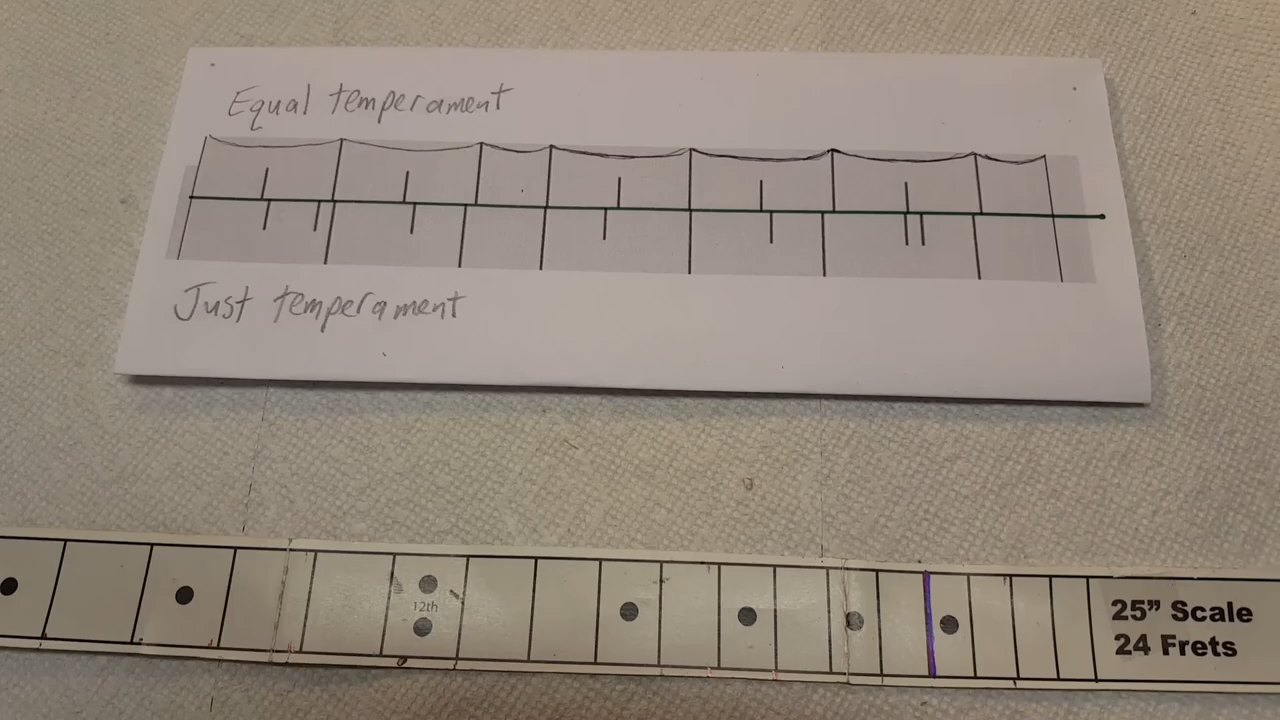 Equal temperament
Just temperament
12th
25” Scale
24 Frets